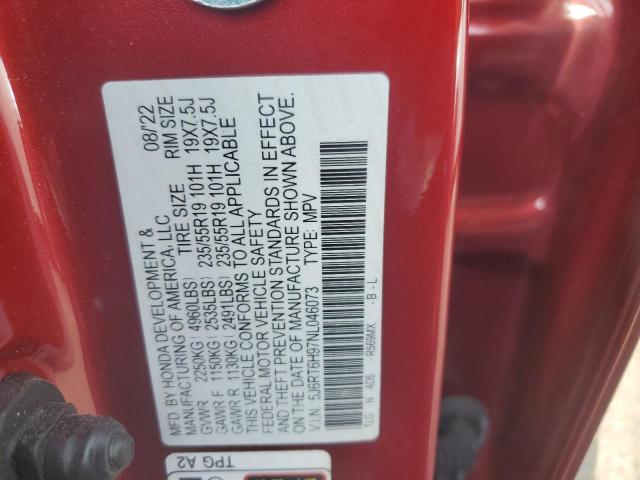 MFD. BY HONDA DEVELOPMENT &
MANUFACTURING OF AMERICA, LLC 08/'22
TIRE SIZE RIM SIZE
GVWR 2250KG ( 4960LBS) 235/55R19 101H 19X7.5J
GAWR F 1150KG ( 2535LBS) 235/55R19 101H 19X7.5J
GAWR R 1130KG ( 2491LBS)
THIS VEHICLE CONFORMS TO ALL APPLICABLE
FEDERAL MOTOR VEHICLE SAFETY
AND THEFT PREVENTION STANDARDS IN EFFECT
ON THE DATE OF MANUFACTURE SHOWN ABOVE.
V.I.N 5J6RT6H97NL046073 TYPE: MPV
TLG N AD5 -R569MX -B-L
TPG A2